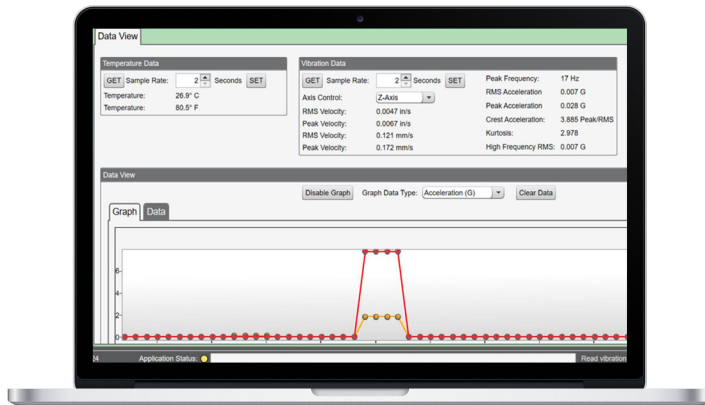 Data View
Temperature Data
GET Sample Rate: 2 Seconds SET
Temperature: 26.9° C
Temperature: 80.5° F
Vibration Data
GET Sample Rate: 2 Seconds SET
Axis Control: Z-Axis
RMS Velocity: 0.0047 in/s
Peak Velocity: 0.0067 in/s
RMS Velocity: 0.121 mm/s
Peak Velocity: 0.172 mm/s
Peak Frequency: 17 Hz
RMS Acceleration 0.007 G
Peak Acceleration 0.028 G
Crest Acceleration: 3.885 Peak/RMS
Kurtosis: 2.978
High Frequency RMS: 0.007 G
Data View
Disable Graph Graph Data Type: Acceleration (G) Clear Data
Graph Data
6
4
2
0
24 Application Status: Read vibration